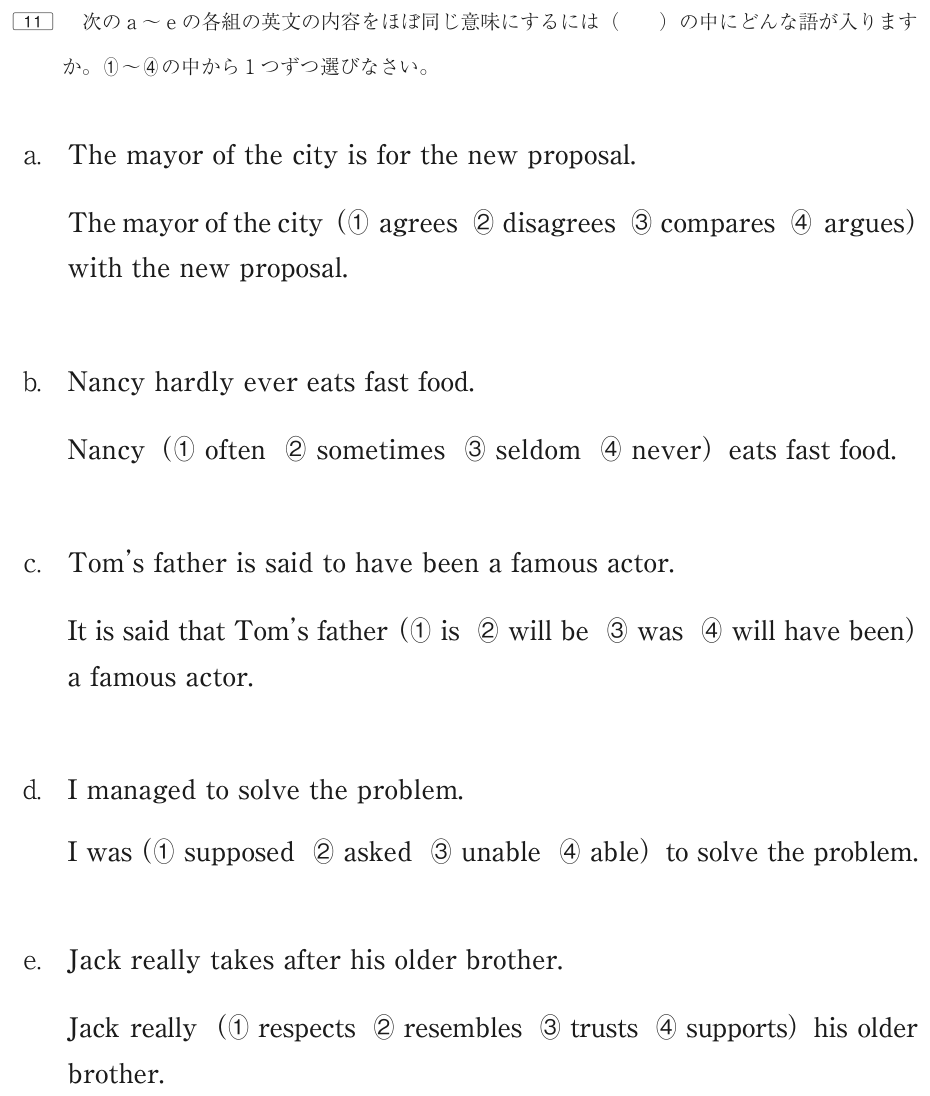 11 次のa～eの各組の英文の内容をほぼ同じ意味にするには（　　）の中にどんな語が入ります
か。①～④の中から１つずつ選びなさい。
a. The mayor of the city is for the new proposal.
The mayor of the city (① agrees ② disagrees ③ compares ④ argues)
with the new proposal.
b. Nancy hardly ever eats fast food.
Nancy (① often ② sometimes ③ seldom ④ never) eats fast food.
c. Tom's father is said to have been a famous actor.
It is said that Tom's father (① is ② will be ③ was ④ will have been)
a famous actor.
d. I managed to solve the problem.
I was (① supposed ② asked ③ unable ④ able) to solve the problem.
e. Jack really takes after his older brother.
Jack really (① respects ② resembles ③ trusts ④ supports) his older
brother.